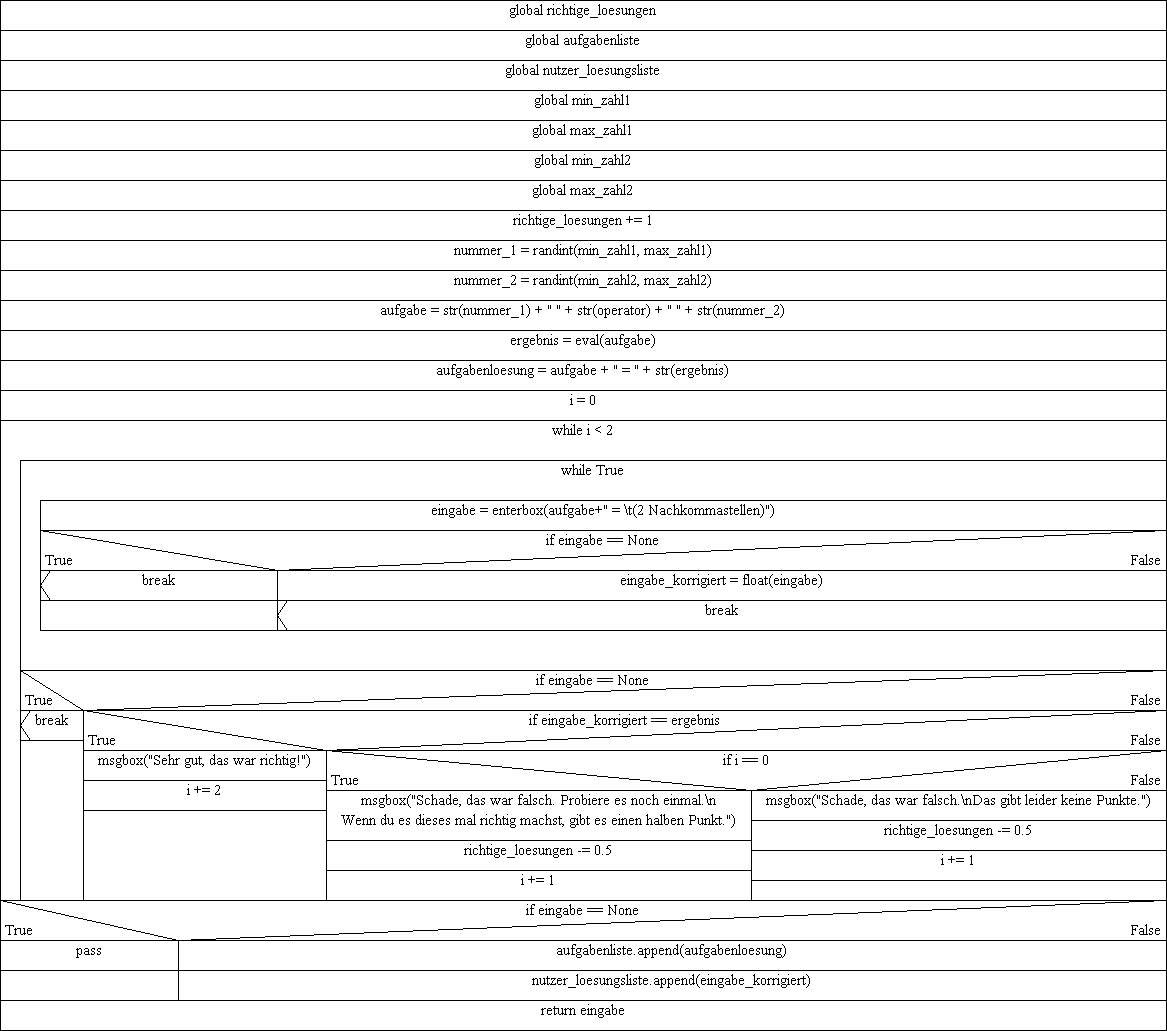 global richtige_loesungen
global aufgabenliste
global nutzer_loesungsliste
global min_zahl1
global max_zahl1
global min_zahl2
global max_zahl2
richtige_loesungen += 1
nummer_1 = randint(min_zahl1, max_zahl1)
nummer_2 = randint(min_zahl2, max_zahl2)
aufgabe = str(nummer_1) + " " + str(operator) + " " + str(nummer_2)
ergebnis = eval(aufgabe)
aufgabenloesung = aufgabe + " = " + str(ergebnis)
i = 0
while i < 2
while True
eingabe = enterbox(aufgabe+" = \t(2 Nachkommastellen)")
if eingabe == None
True
False
break
eingabe_korrigiert = float(eingabe)
break
if eingabe == None
True
False
break
if eingabe_korrigiert == ergebnis
True
False
msgbox("Sehr gut, das war richtig!")
i += 2
if i == 0
True
False
msgbox("Schade, das war falsch. Probiere es noch einmal.\n
Wenn du es dieses mal richtig machst, gibt es einen halben Punkt.")
richtige_loesungen -= 0.5
i += 1
msgbox("Schade, das war falsch.\nDas gibt leider keine Punkte.")
richtige_loesungen -= 0.5
i += 1
if eingabe == None
True
False
pass
aufgabenliste.append(aufgabenloesung)
nutzer_loesungsliste.append(eingabe_korrigiert)
return eingabe